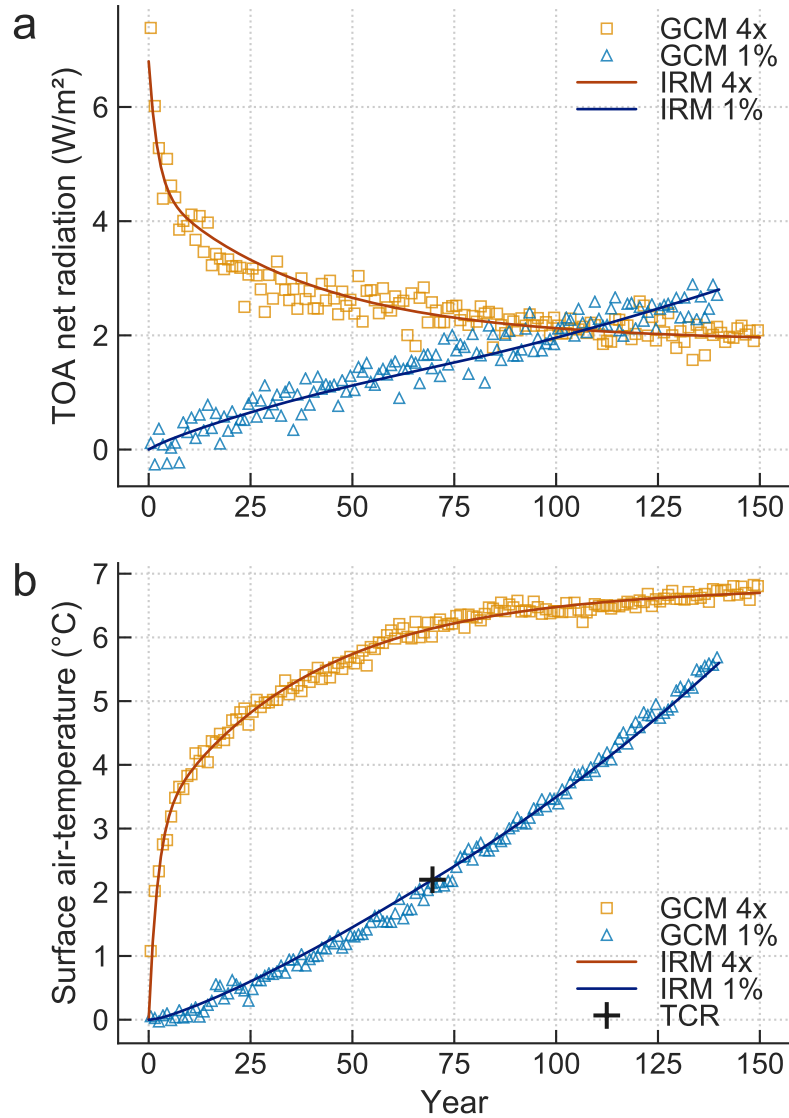 a
GCM 4x
GCM 1%
IRM 4x
IRM 1%
TOA net radiation (W/m²)
6
4
2
0
0 25 50 75 100 125 150
b
Surface air-temperature (°C)
7
6
5
4
3
2
1
0
GCM 4x
GCM 1%
IRM 4x
IRM 1%
TCR
0 25 50 75 100 125 150
Year